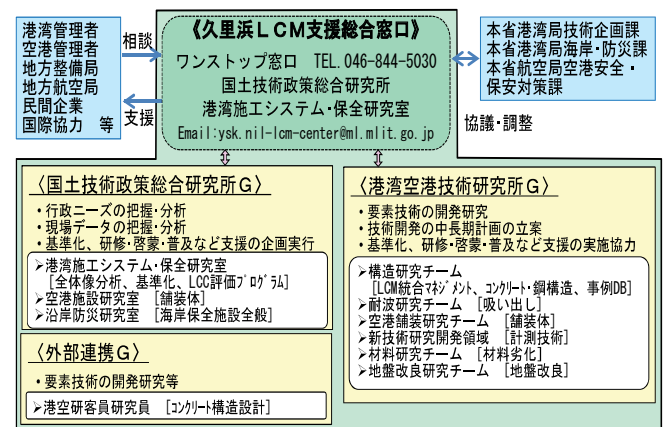 港湾管理者
空港管理者
地方整備局
地方航空局
民間企業
国際協力　等
相談
支援
《久里浜ＬＣＭ支援総合窓口》
ワンストップ窓口　TEL.046-844-5030
国土技術政策総合研究所
港湾施工システム・保全研究室
Email:ysk.nil-lcm-center@ml.mlit.go.jp
本省港湾局技術企画課
本省港湾局海岸・防災課
本省航空局空港安全・
保安対策課
協議・調整
〈国土技術政策総合研究所Ｇ〉
・行政ニーズの把握・分析
・現場データの把握・分析
・基準化、研修・啓蒙・普及など支援の企画実行
➢港湾施工システム・保全研究室
［全体像分析、基準化、LCC評価ﾌﾟﾛｸﾞﾗﾑ］
➢空港施設研究室　［舗装体］
➢沿岸防災研究室　［海岸保全施設全般］
〈外部連携Ｇ〉
・要素技術の開発研究等
➢港空研客員研究員　［ｺﾝｸﾘｰﾄ構造設計］
〈港湾空港技術研究所Ｇ〉
・要素技術の開発研究
・技術開発の中長期計画の立案
・基準化、研修・啓蒙・普及など支援の実施協力
➢構造研究チーム
［LCM統合ﾏﾈｼﾞﾒﾝﾄ、ｺﾝｸﾘｰﾄ・鋼構造、事例DB］
➢耐波研究チーム　［吸い出し］
➢空港舗装研究チーム　［舗装体］
➢新技術研究開発領域　［計測技術］
➢材料研究チーム　［材料劣化］
➢地盤改良研究チーム　［地盤改良］